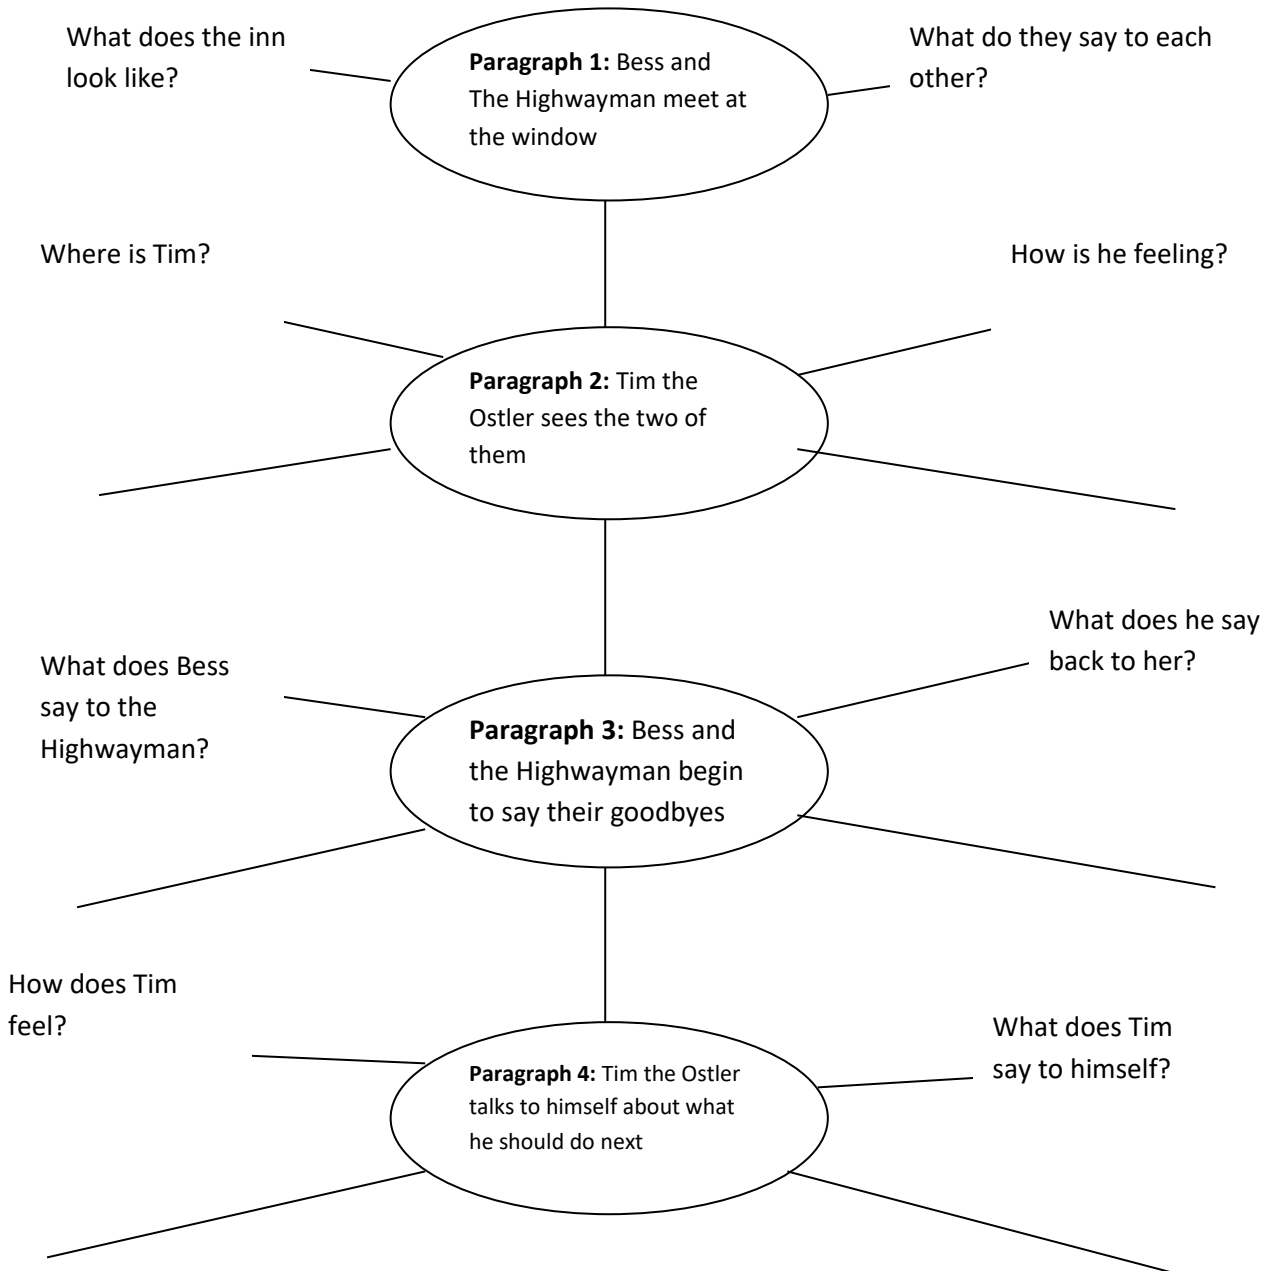 What does the inn
look like?
Paragraph 1: Bess and
The Highwayman meet at
the window
What do they say to each
other?
Where is Tim?
How is he feeling?
Paragraph 2: Tim the
Ostler sees the two of
them
What does Bess
say to the
Highwayman?
What does he say
back to her?
Paragraph 3: Bess and
the Highwayman begin
to say their goodbyes
How does Tim
feel?
What does Tim
say to himself?
Paragraph 4: Tim the Ostler
talks to himself about what
he should do next